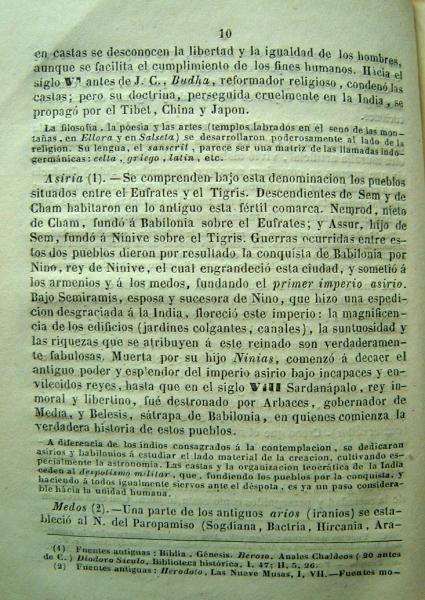 10
en castas se desconocen la libertad y la igualdad de los hombres,
aunque se facilita el cumplimiento de los fines humanos. Hácia el
siglo V antes de J. C., Budha, reformador religioso, condenó las
castas; pero su doctrina, perseguida cruelmente en la India, se
propagó por el Tibet, China y Japon.
La filosofía, la poesía y las artes (templos labrados en el seno de las mon-
tañas, en Ellora y en Salseta) se desarrollaron poderosamente al lado de la
religion. Su lengua, el sanscrit, parece ser una matriz de las llamadas indo-
germánicas: celta, griego, latin, etc.
Asiria (1).—Se comprenden bajo esta denominacion los pueblos
situados entre el Eufrates y el Tigris. Descendientes de Sem y de
Cham habitaron en lo antiguo esta fértil comarca. Nemrod, nieto
de Cham, fundó á Babilonia sobre el Eufrates; y Assur, hijo de
Sem, fundó á Ninive sobre el Tigris. Guerras ocurridas entre es-
tos dos pueblos dieron por resultado la conquista de Babilonia por
Nino, rey de Ninive, el cual engrandeció esta ciudad, y sometió á
los armenios y á los medos, fundando el primer imperio asirio.
Bajo Semíramis, esposa y sucesora de Nino, que hizo una espedi-
cion desgraciada á la India, floreció este imperio: la magnificen-
cia de los edificios (jardines colgantes, canales), la suntuosidad y
las riquezas que se atribuyen á este reinado son verdaderamen-
te fabulosas. Muerta por su hijo Ninias, comenzó á decaer el
antiguo poder y esplendor del imperio asirio bajo incapaces y en-
vilecidos reyes, hasta que en el siglo VIII Sardanápalo, rey in-
moral y libertino, fué destronado por Arbaces, gobernador de
Media, y Belesis, sátrapa de Babilonia, en quienes comienza la
verdadera historia de estos pueblos.
A diferencia de los indios consagrados á la contemplacion, se dedicaron
asirios y babilonios á estudiar el lado material de la creacion, cultivando es-
pecialmente la astronomía. Las castas y la organizacion teocrática de la India
ceden al despotismo militar, que, fundiendo los pueblos por la conquista, y
haciendo á todos igualmente siervos ante el déspota, es ya un paso considera-
ble hácia la unidad humana.
Medos (2).—Una parte de los antiguos arios (iranios) se esta-
bleció al N. del Paropamiso (Sogdiana, Bactria, Hircania, Ara-
(1) Fuentes antiguas: Biblia, Génesis. Beroso, Anales Chaldeos (20 antes
de C.) Diodoro Sículo, Biblioteca histórica, I, 47; II, 5, 26.
(2) Fuentes antiguas: Herodoto, Las Nueve Musas, I, VII.—Fuentes mo-